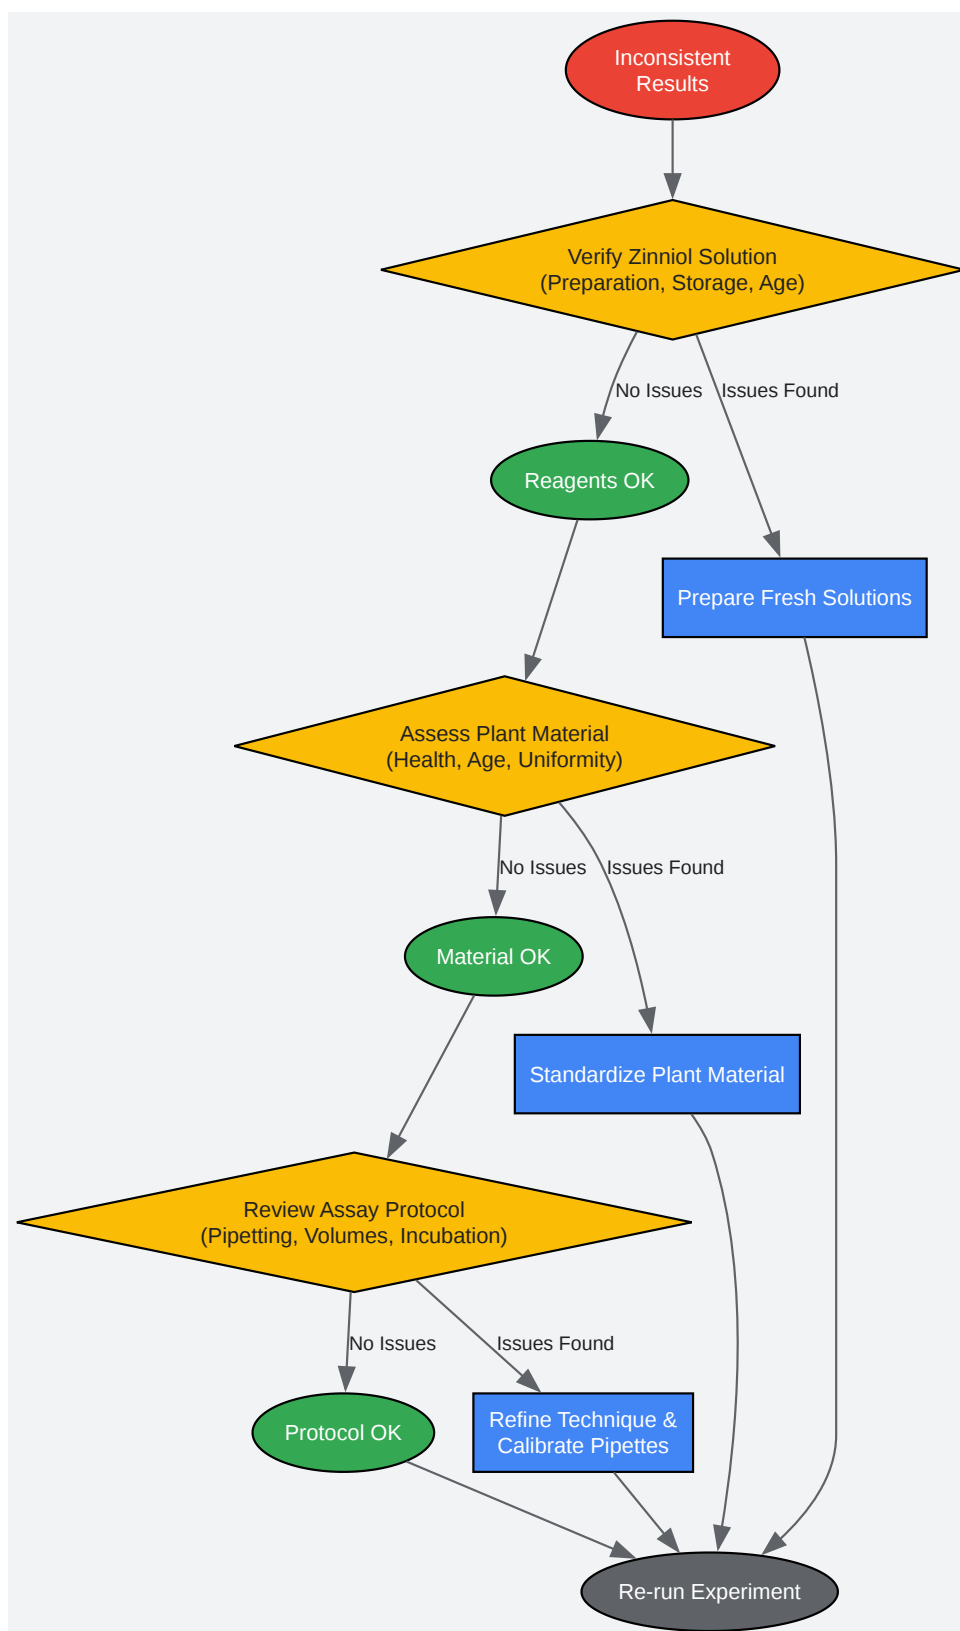 Inconsistent
Results
Verify Zinniol Solution
(Preparation, Storage, Age)
No Issues
Issues Found
Reagents OK
Prepare Fresh Solutions
Assess Plant Material
(Health, Age, Uniformity)
No Issues
Issues Found
Material OK
Standardize Plant Material
Review Assay Protocol
(Pipetting, Volumes, Incubation)
No Issues
Issues Found
Protocol OK
Refine Technique &
Calibrate Pipettes
Re-run Experiment